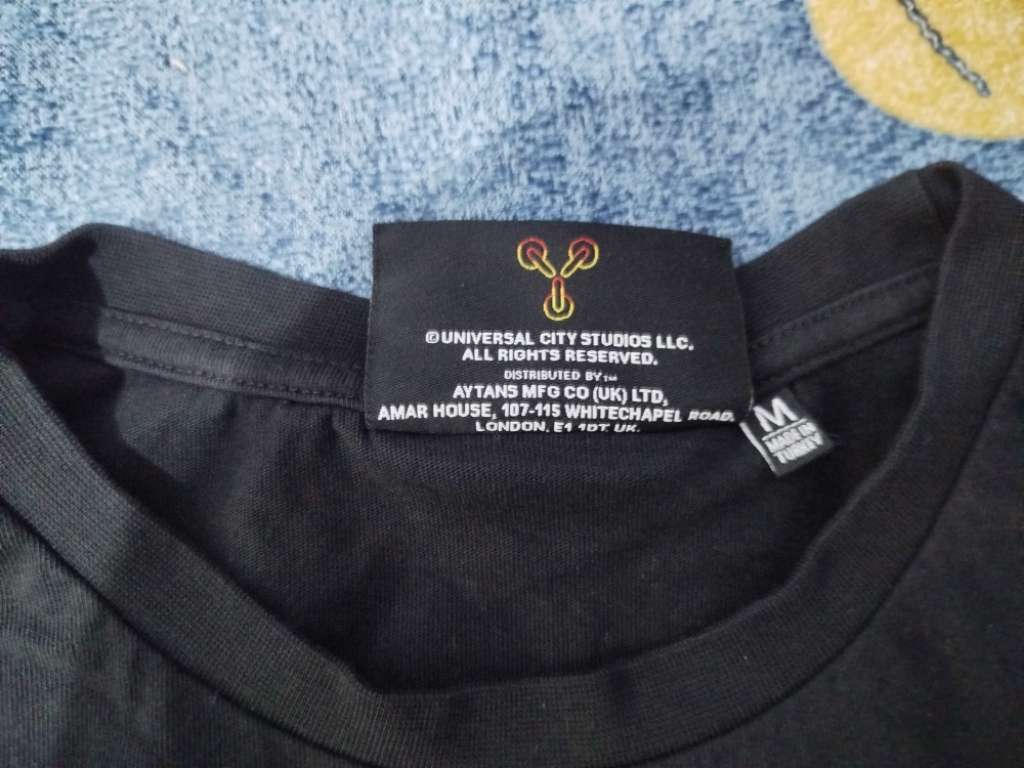 ©UNIVERSAL CITY STUDIOS LLC.
ALL RIGHTS RESERVED.
DISTRIBUTED BY™
AYTANS MFG CO (UK) LTD,
AMAR HOUSE, 107-115 WHITECHAPEL ROAD,
LONDON, E1 1DT, UK.
M
MADE IN
TURKEY